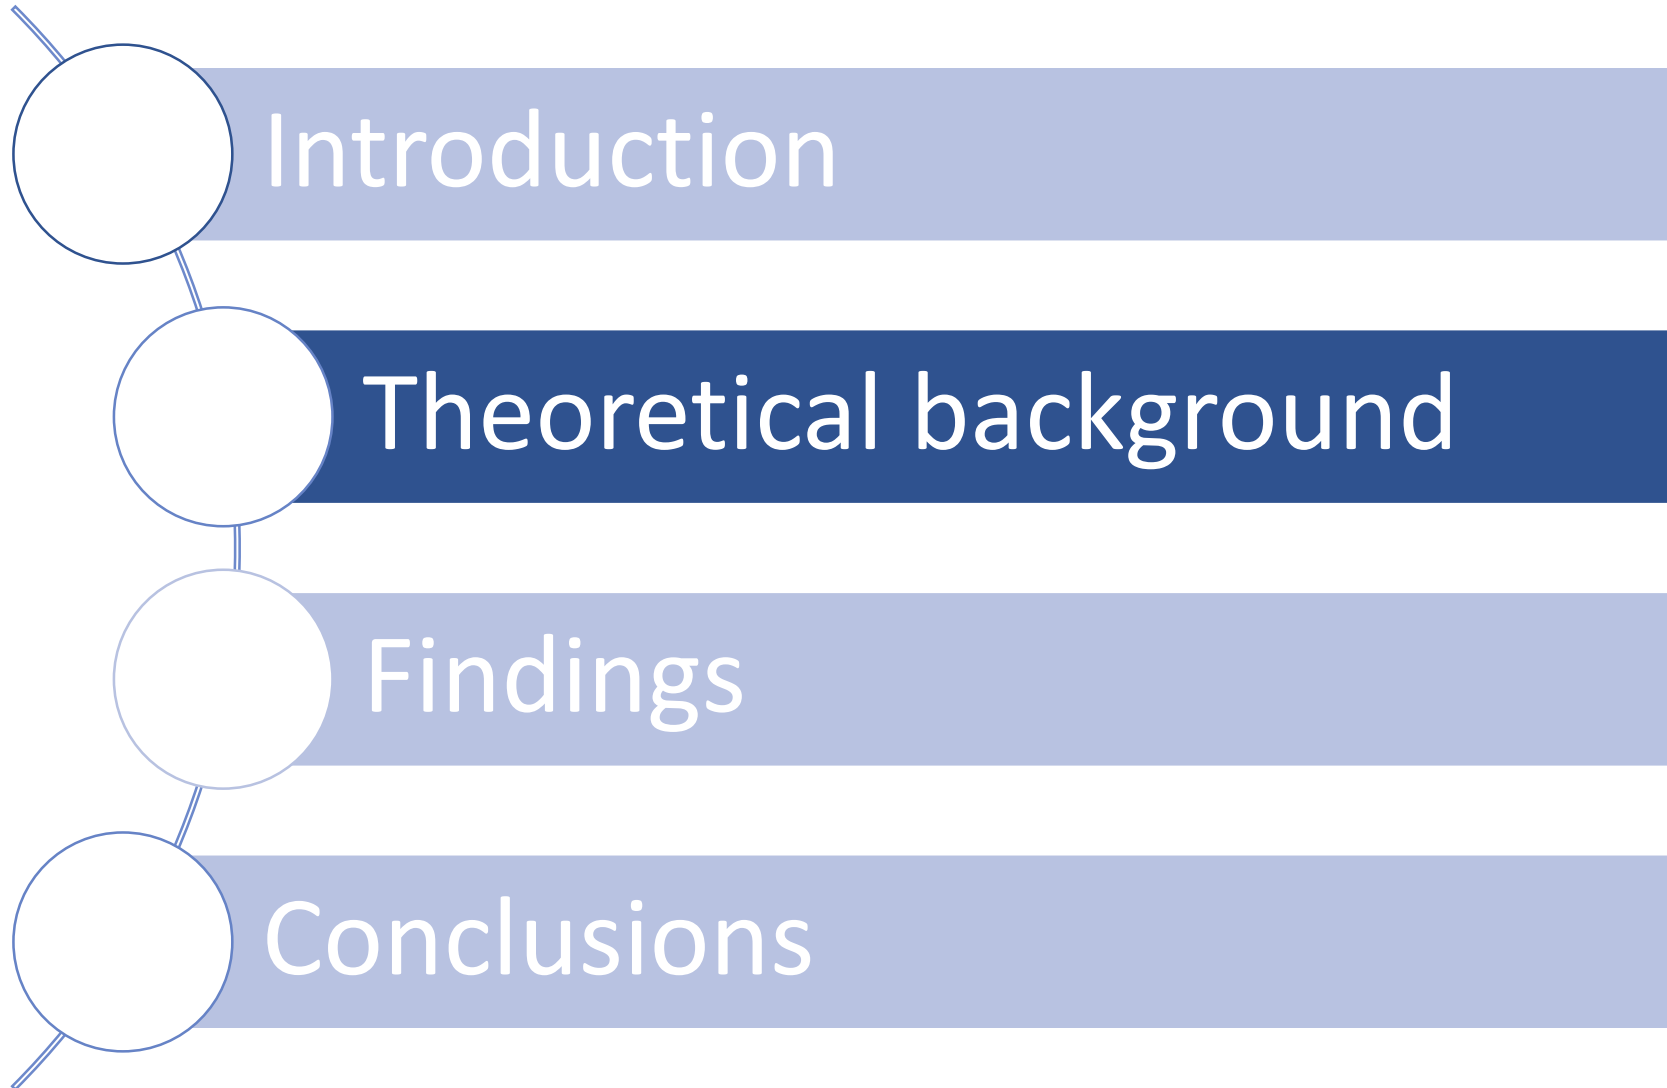 Introduction
Theoretical background
Findings
Conclusions